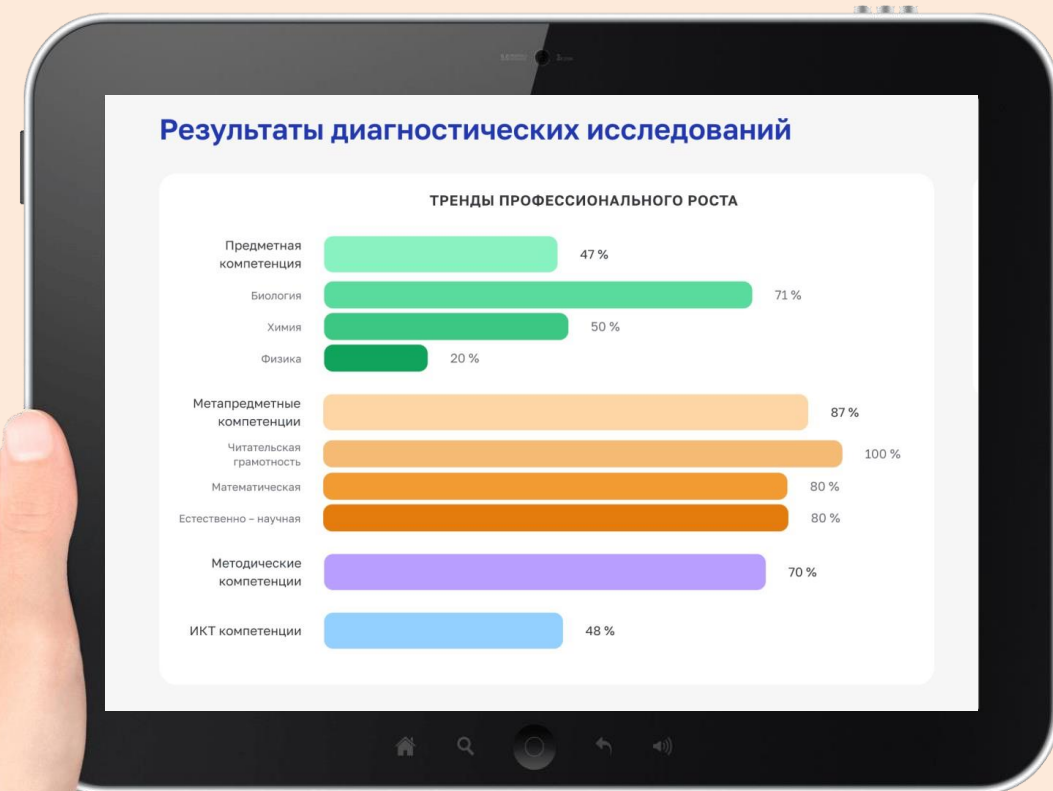 Результаты диагностических исследований
ТРЕНДЫ ПРОФЕССИОНАЛЬНОГО РОСТА
Предметная
компетенция
47 %
Биология
71 %
Химия
50 %
Физика
20 %
Метапредметные
компетенции
87 %
Читательская
грамотность
100 %
Математическая
80 %
Естественно – научная
80 %
Методические
компетенции
70 %
ИКТ компетенции
48 %